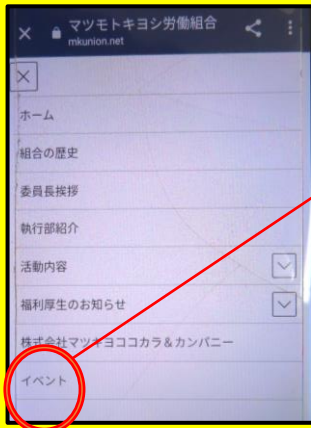 マツモトキヨシ労働組合
mkunion.net
ホーム
組合の歴史
委員長挨拶
執行部紹介
活動内容
福利厚生のお知らせ
株式会社マツキヨココカラ＆カンパニー
イベント